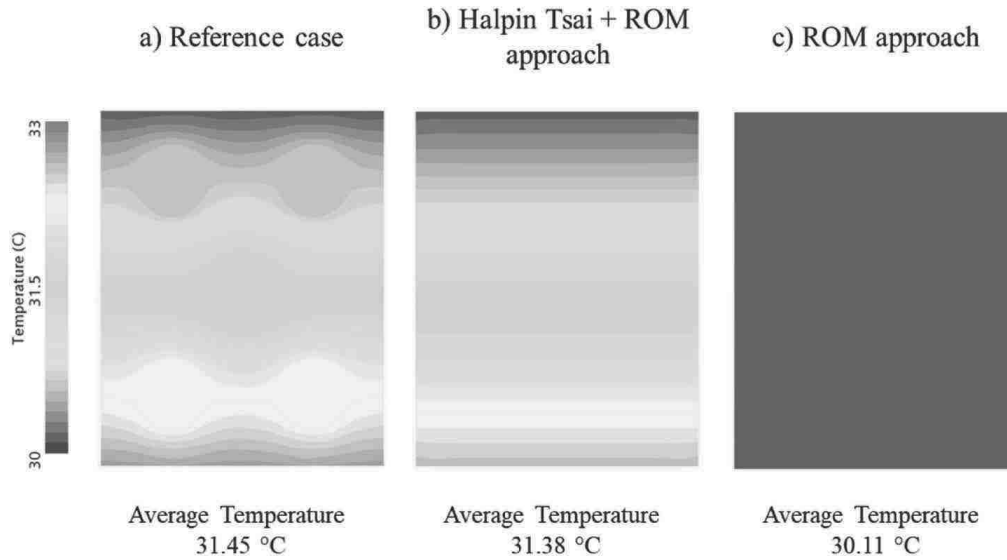 a) Reference case
b) Halpin Tsai + ROM
approach
c) ROM approach
33
31.5
30
Temperature (C)
Average Temperature
31.45 °C
Average Temperature
31.38 °C
Average Temperature
30.11 °C